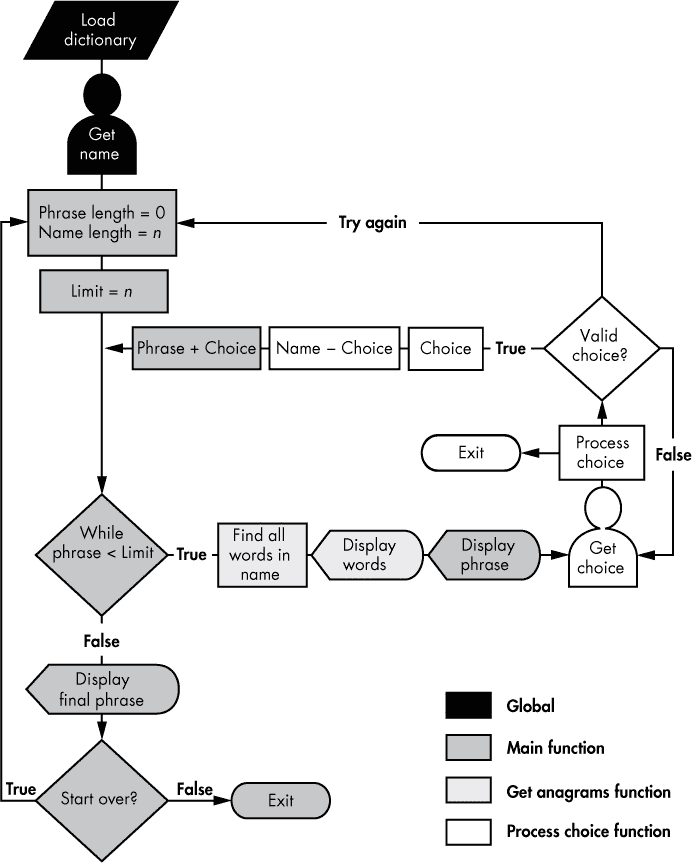 Load
dictionary
Get
name
Phrase length = 0
Name length = n
Try again
Limit = n
Phrase + Choice
Name – Choice
Choice
True
Valid
choice?
Exit
Process
choice
False
While
phrase < Limit
True
Find all
words in
name
Display
words
Display
phrase
Get
choice
False
Display
final phrase
True
Start over?
False
Exit
Global
Main function
Get anagrams function
Process choice function